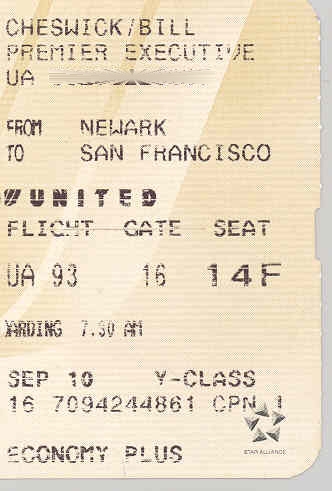 CHESWICK/BILL
PREMIER EXECUTIVE
UA
FROM NEWARK
TO SAN FRANCISCO
UNITED
FLIGHT GATE SEAT
UA 93 16 14F
ARDING 7.30 AM
SEP 10 Y-CLASS
16 7094244861 CPN 1
ECONOMY PLUS
STAR ALLIANCE